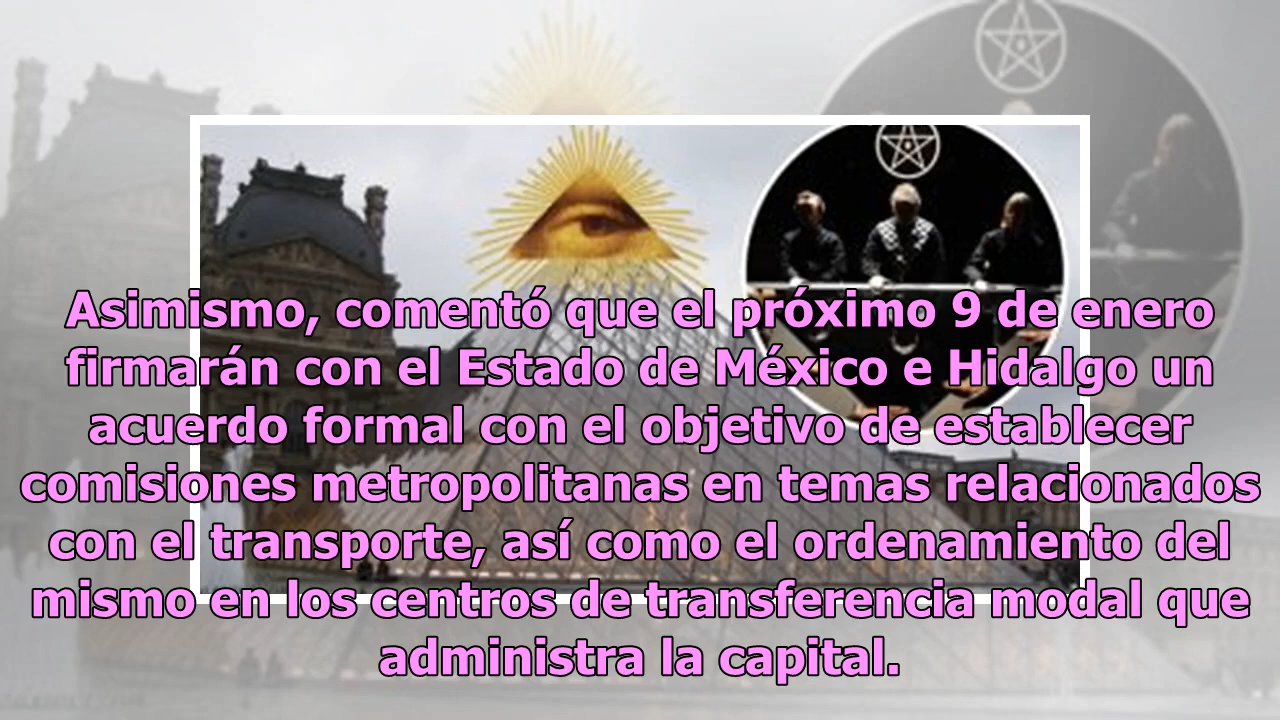 Asimismo, comentó que el próximo 9 de enero
firmarán con el Estado de México e Hidalgo un
acuerdo formal con el objetivo de establecer
comisiones metropolitanas en temas relacionados
con el transporte, así como el ordenamiento del
mismo en los centros de transferencia modal que
administra la capital.